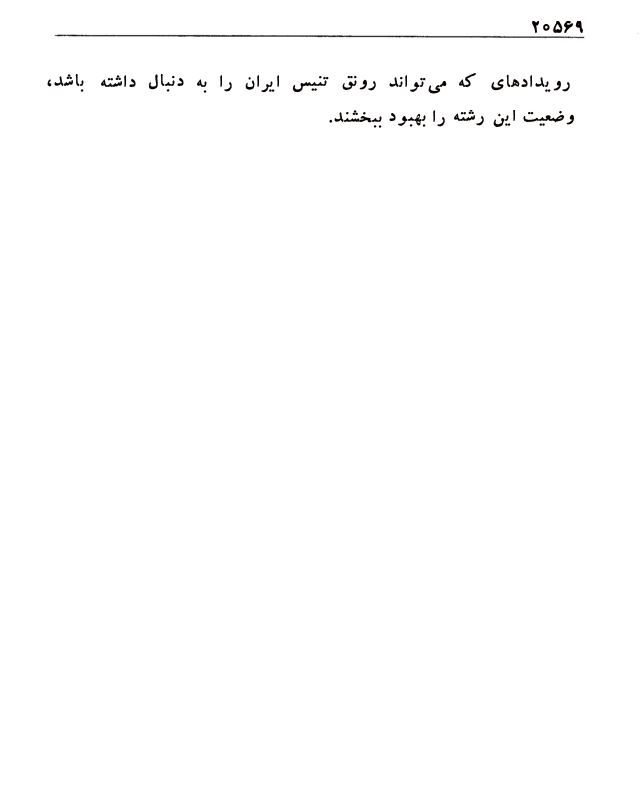 ۲۰۵۶۹
رویدادهای که می‌تواند رونق تنیس ایران را به دنبال داشته باشد،
وضعیت این رشته را بهبود ببخشند.